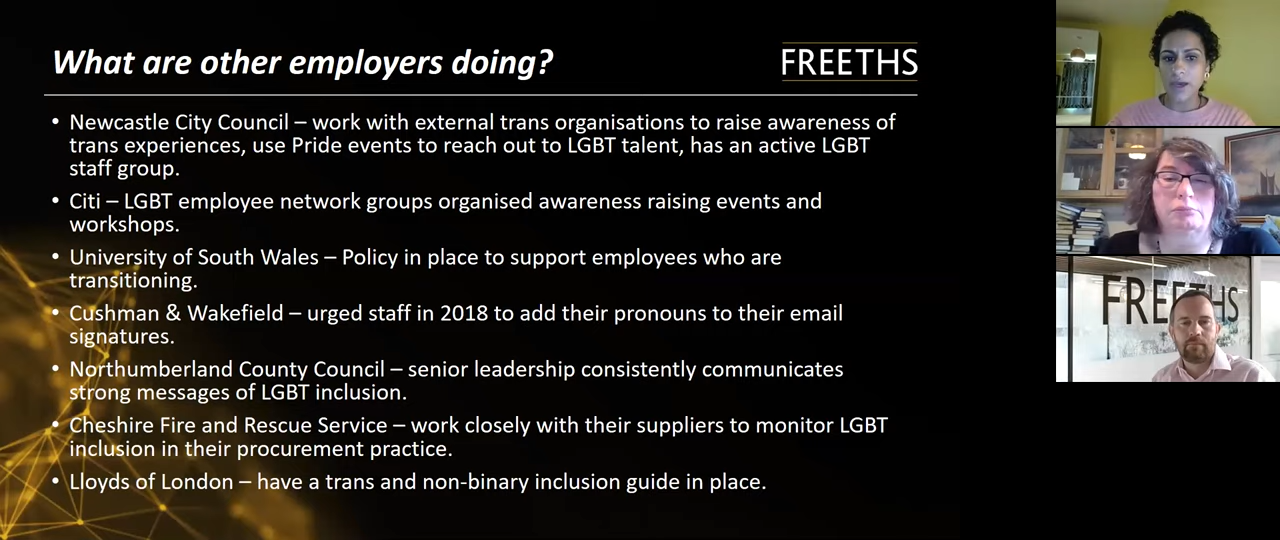 What are other employers doing?
FREETHS
• Newcastle City Council – work with external trans organisations to raise awareness of
trans experiences, use Pride events to reach out to LGBT talent, has an active LGBT
staff group.
• Citi – LGBT employee network groups organised awareness raising events and
workshops.
• University of South Wales – Policy in place to support employees who are
transitioning.
• Cushman & Wakefield – urged staff in 2018 to add their pronouns to their email
signatures.
• Northumberland County Council – senior leadership consistently communicates
strong messages of LGBT inclusion.
• Cheshire Fire and Rescue Service – work closely with their suppliers to monitor LGBT
inclusion in their procurement practice.
• Lloyds of London – have a trans and non-binary inclusion guide in place.
FREETHS